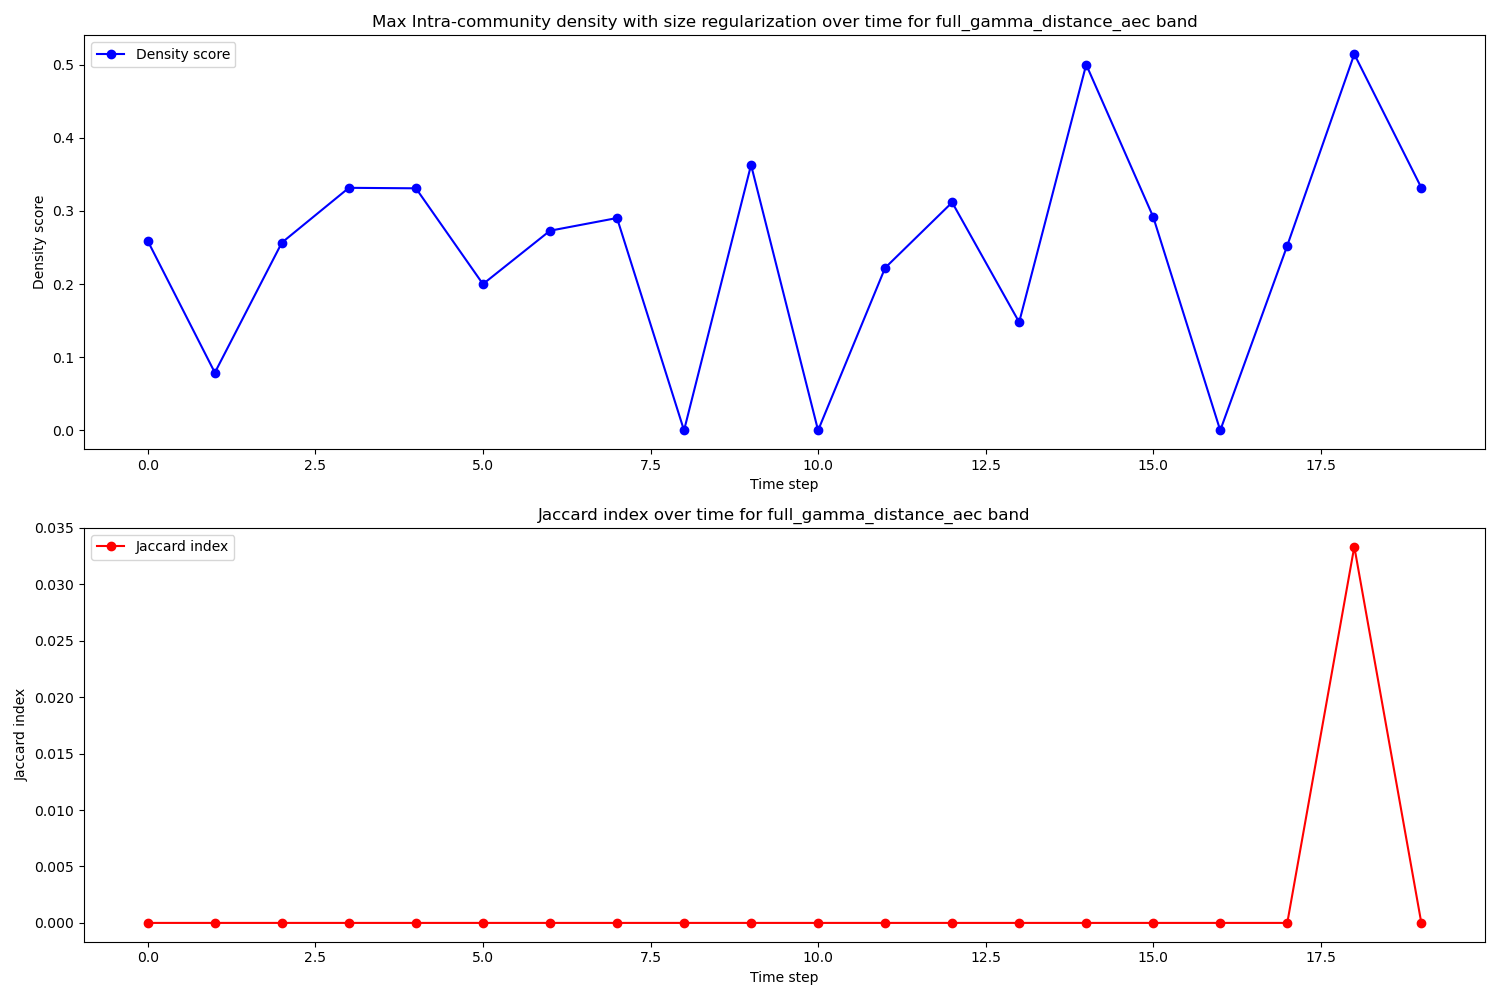 Max Intra-community density with size regularization over time for full_gamma_distance_aec band
Density score
0.5
0.4
0.3
0.2
0.1
0.0
Density score
0.0 2.5 5.0 7.5 10.0 12.5 15.0 17.5
Time step
Jaccard index over time for full_gamma_distance_aec band
Jaccard index
0.035
0.030
0.025
0.020
0.015
0.010
0.005
0.000
Jaccard index
0.0 2.5 5.0 7.5 10.0 12.5 15.0 17.5
Time step